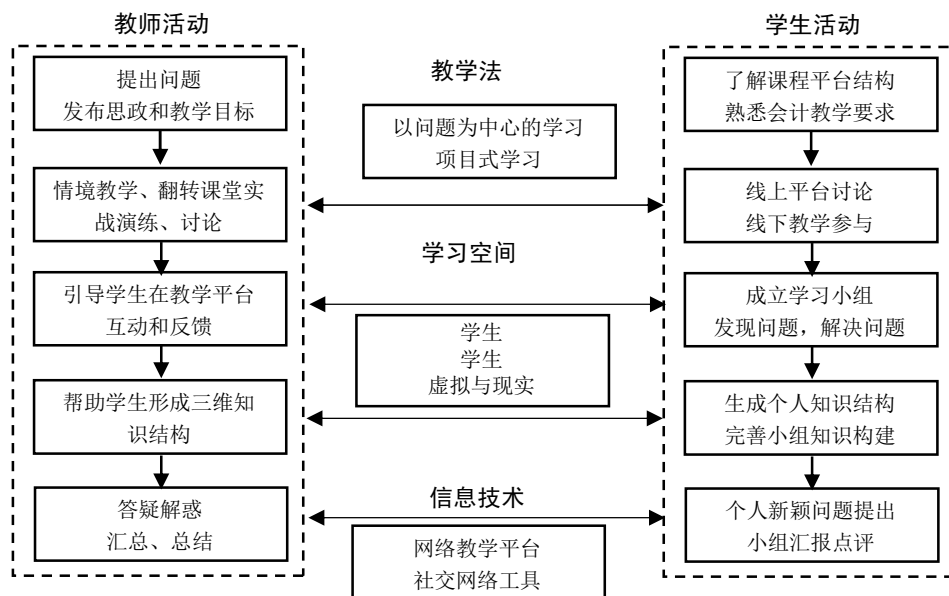 教师活动
提出问题
发布思政和教学目标
情境教学、翻转课堂实
战演练、讨论
引导学生在教学平台
互动和反馈
帮助学生形成三维知
识结构
答疑解惑
汇总、总结
教学法
以问题为中心的学习
项目式学习
学习空间
学生
学生
虚拟与现实
信息技术
网络教学平台
社交网络工具
学生活动
了解课程平台结构
熟悉会计教学要求
线上平台讨论
线下教学参与
成立学习小组
发现问题，解决问题
生成个人知识结构
完善小组知识构建
个人新颖问题提出
小组汇报点评